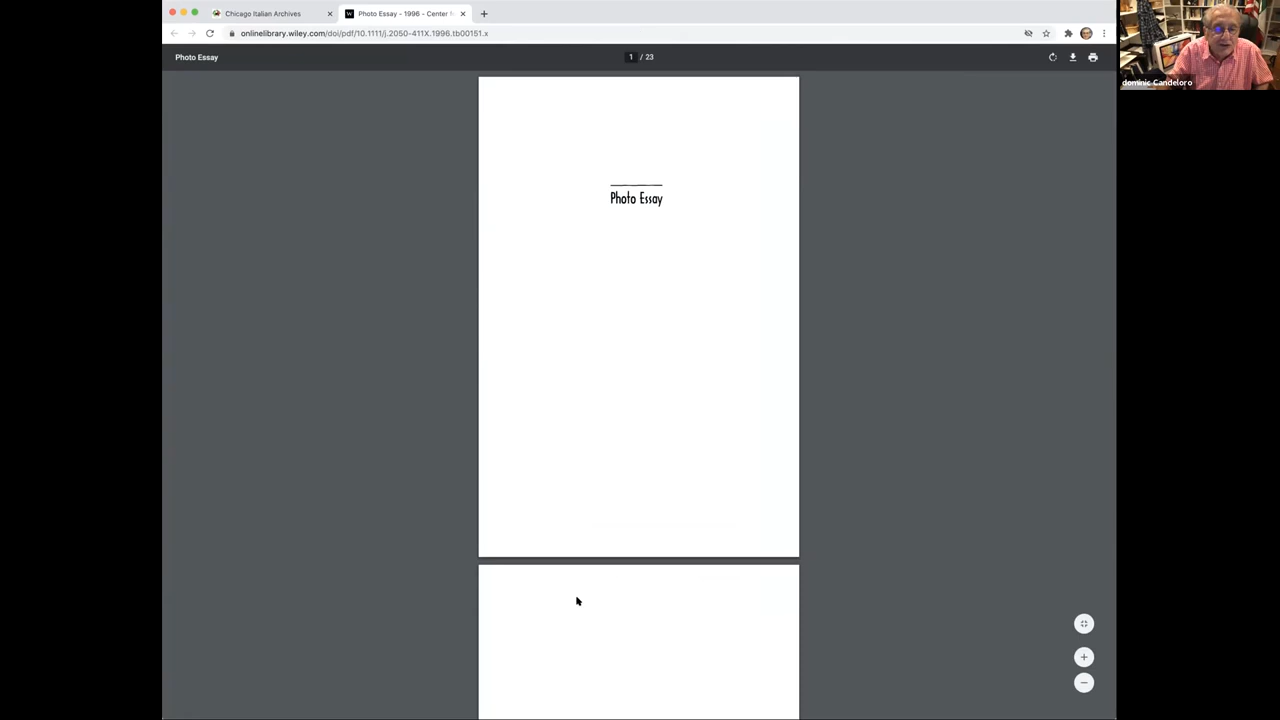 Chicago Italian Archives
Photo Essay - 1996 - Center
onlinelibrary.wiley.com/doi/pdf/10.1111/j.2050-411X.1996.tb00151.x
Photo Essay
1 / 23
dominic Candeloro
Photo Essay